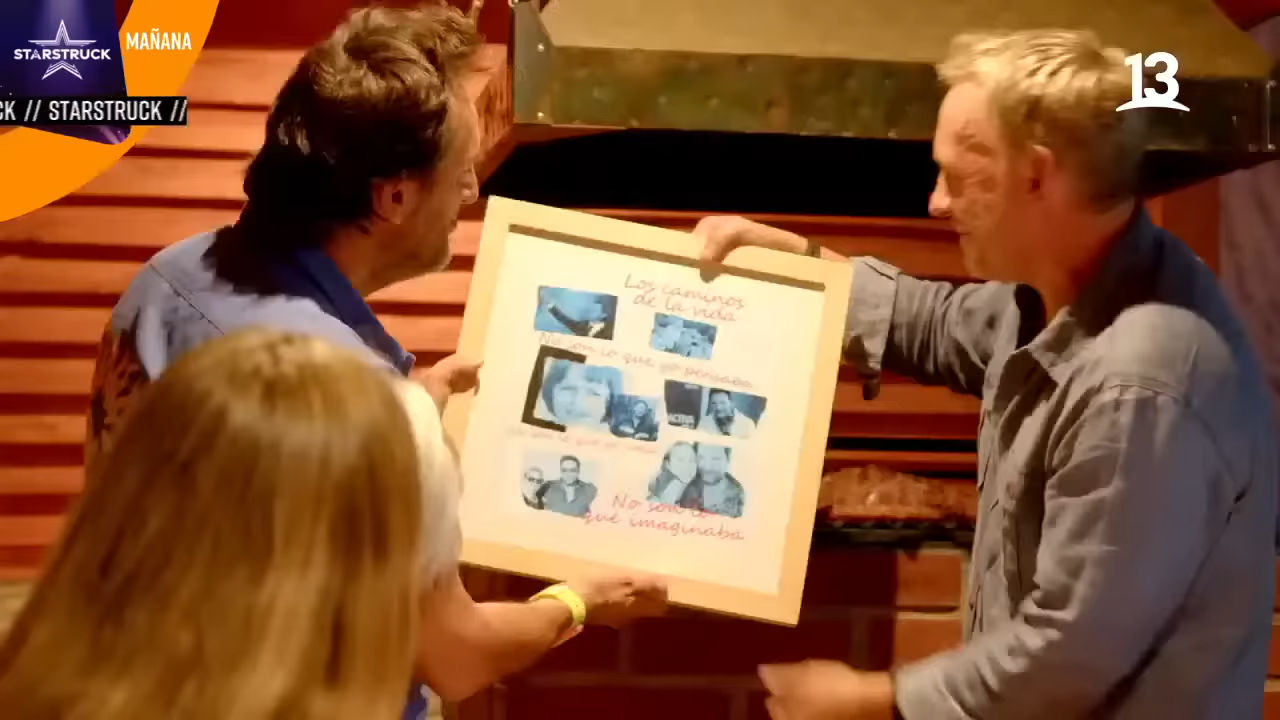 STARSTRUCK
MAÑANA
CK // STARSTRUCK //
13
Los caminos
de la vida
No son lo que yo pensaba
No son lo
que imaginaba